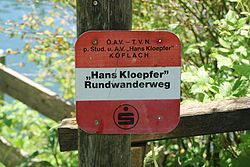 Ö.A.V. – T.V.N.
p. Stud. u. A.V. „Hans Kloepfer"
KÖFLACH
„Hans Kloepfer"
Rundwanderweg